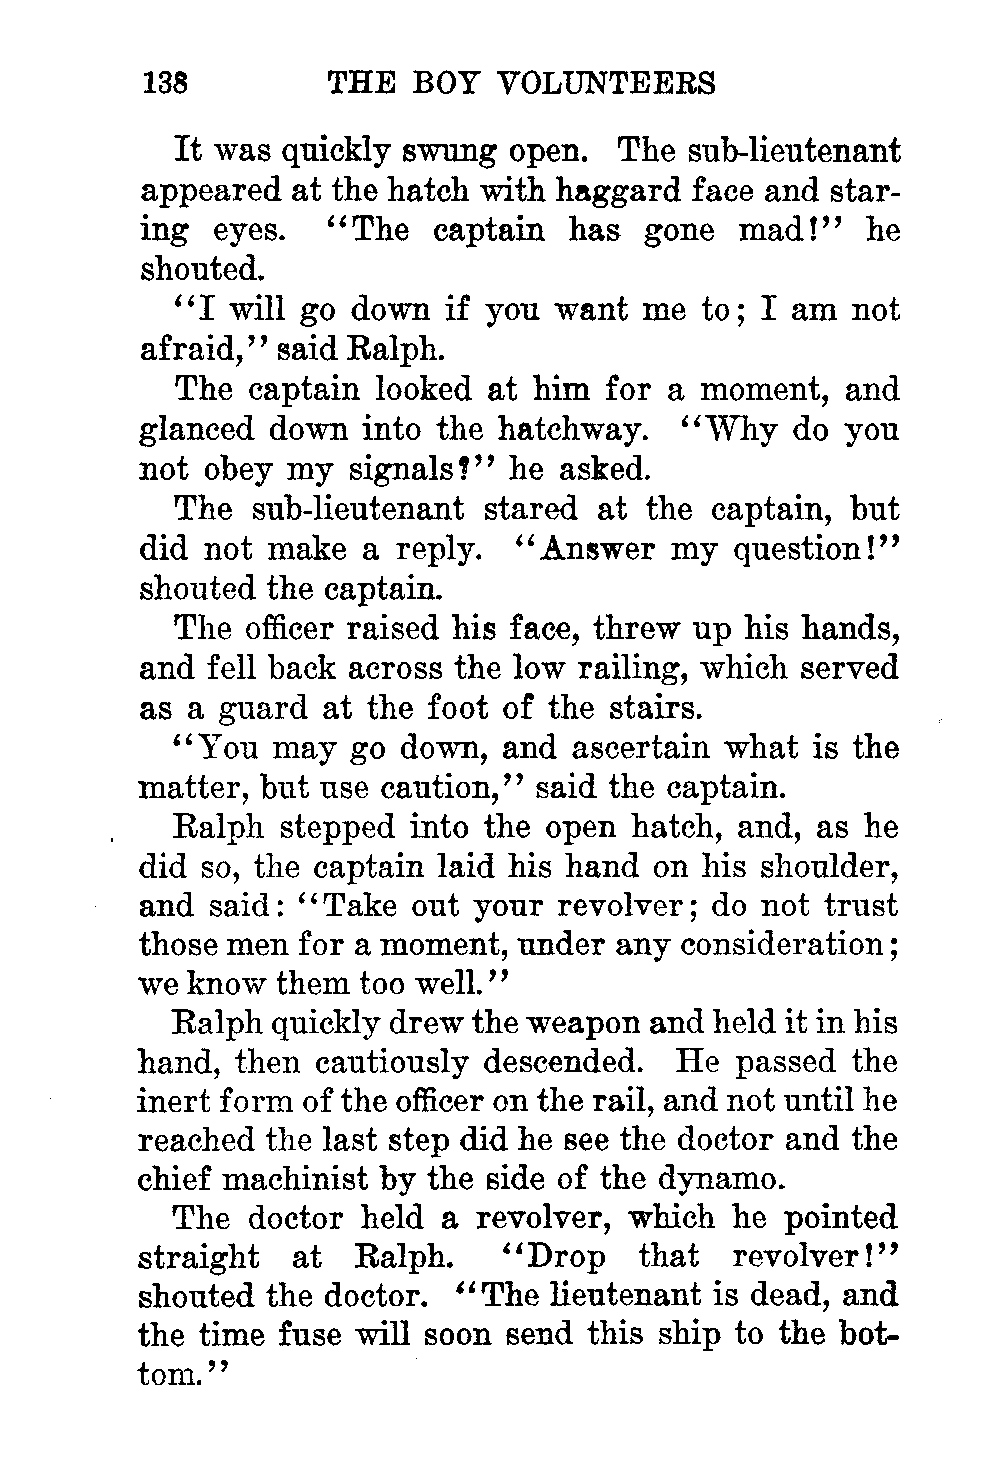 138 THE BOY VOLUNTEERS
It was quickly swung open. The sub-lieutenant
appeared at the hatch with haggard face and star-
ing eyes. "The captain has gone mad!" he
shouted.
"I will go down if you want me to; I am not
afraid," said Ralph.
The captain looked at him for a moment, and
glanced down into the hatchway. "Why do you
not obey my signals?" he asked.
The sub-lieutenant stared at the captain, but
did not make a reply. "Answer my question!"
shouted the captain.
The officer raised his face, threw up his hands,
and fell back across the low railing, which served
as a guard at the foot of the stairs.
"You may go down, and ascertain what is the
matter, but use caution," said the captain.
Ralph stepped into the open hatch, and, as he
did so, the captain laid his hand on his shoulder,
and said: "Take out your revolver; do not trust
those men for a moment, under any consideration;
we know them too well."
Ralph quickly drew the weapon and held it in his
hand, then cautiously descended. He passed the
inert form of the officer on the rail, and not until he
reached the last step did he see the doctor and the
chief machinist by the side of the dynamo.
The doctor held a revolver, which he pointed
straight at Ralph. "Drop that revolver!"
shouted the doctor. "The lieutenant is dead, and
the time fuse will soon send this ship to the bot-
tom."